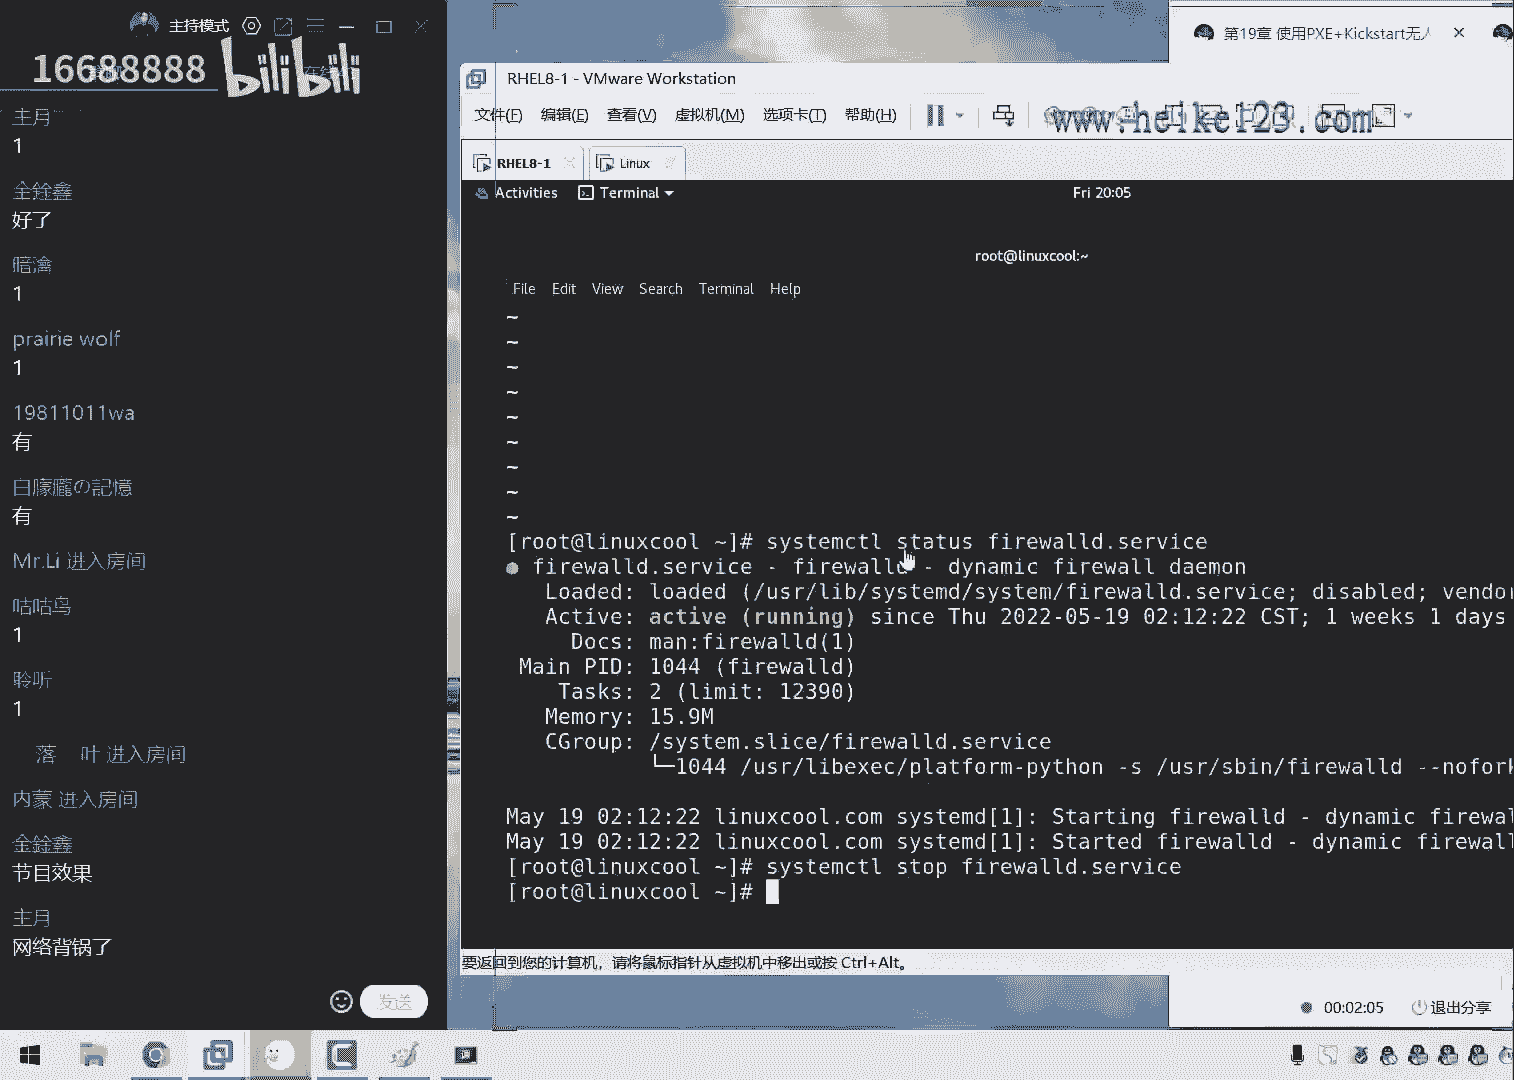 主持模式
16688888 bilibili
主月
1
全鍂鑫
好了
暗滝
1
prairie wolf
1
19811011wa
有
白朦朧の記憶
有
Mr.Li 进入房间
咕咕鸟
1
聆听
1
落 叶 进入房间
内蒙 进入房间
全鍂鑫
节目效果
主月
网络背锅了
发送
第19章 使用PXE+Kickstart无人
RHEL8-1 - VMware Workstation
文件(F) 编辑(E) 查看(V) 虚拟机(M) 选项卡(T) 帮助(H)
www.heike123.com
RHEL8-1 Linux
Activities Terminal Fri 20:05
root@linuxcool:~
File Edit View Search Terminal Help
~
~
~
~
~
~
~
~
~
[root@linuxcool ~]# systemctl status firewalld.service
● firewalld.service - firewalld - dynamic firewall daemon
Loaded: loaded (/usr/lib/systemd/system/firewalld.service; disabled; vendor
Active: active (running) since Thu 2022-05-19 02:12:22 CST; 1 weeks 1 days
Docs: man:firewalld(1)
Main PID: 1044 (firewalld)
Tasks: 2 (limit: 12390)
Memory: 15.9M
CGroup: /system.slice/firewalld.service
└─1044 /usr/libexec/platform-python -s /usr/sbin/firewalld --nofork
May 19 02:12:22 linuxcool.com systemd[1]: Starting firewalld - dynamic firewal
May 19 02:12:22 linuxcool.com systemd[1]: Started firewalld - dynamic firewall
[root@linuxcool ~]# systemctl stop firewalld.service
[root@linuxcool ~]#
要返回到您的计算机，请将鼠标指针从虚拟机中移出或按 Ctrl+Alt。
00:02:05 退出分享